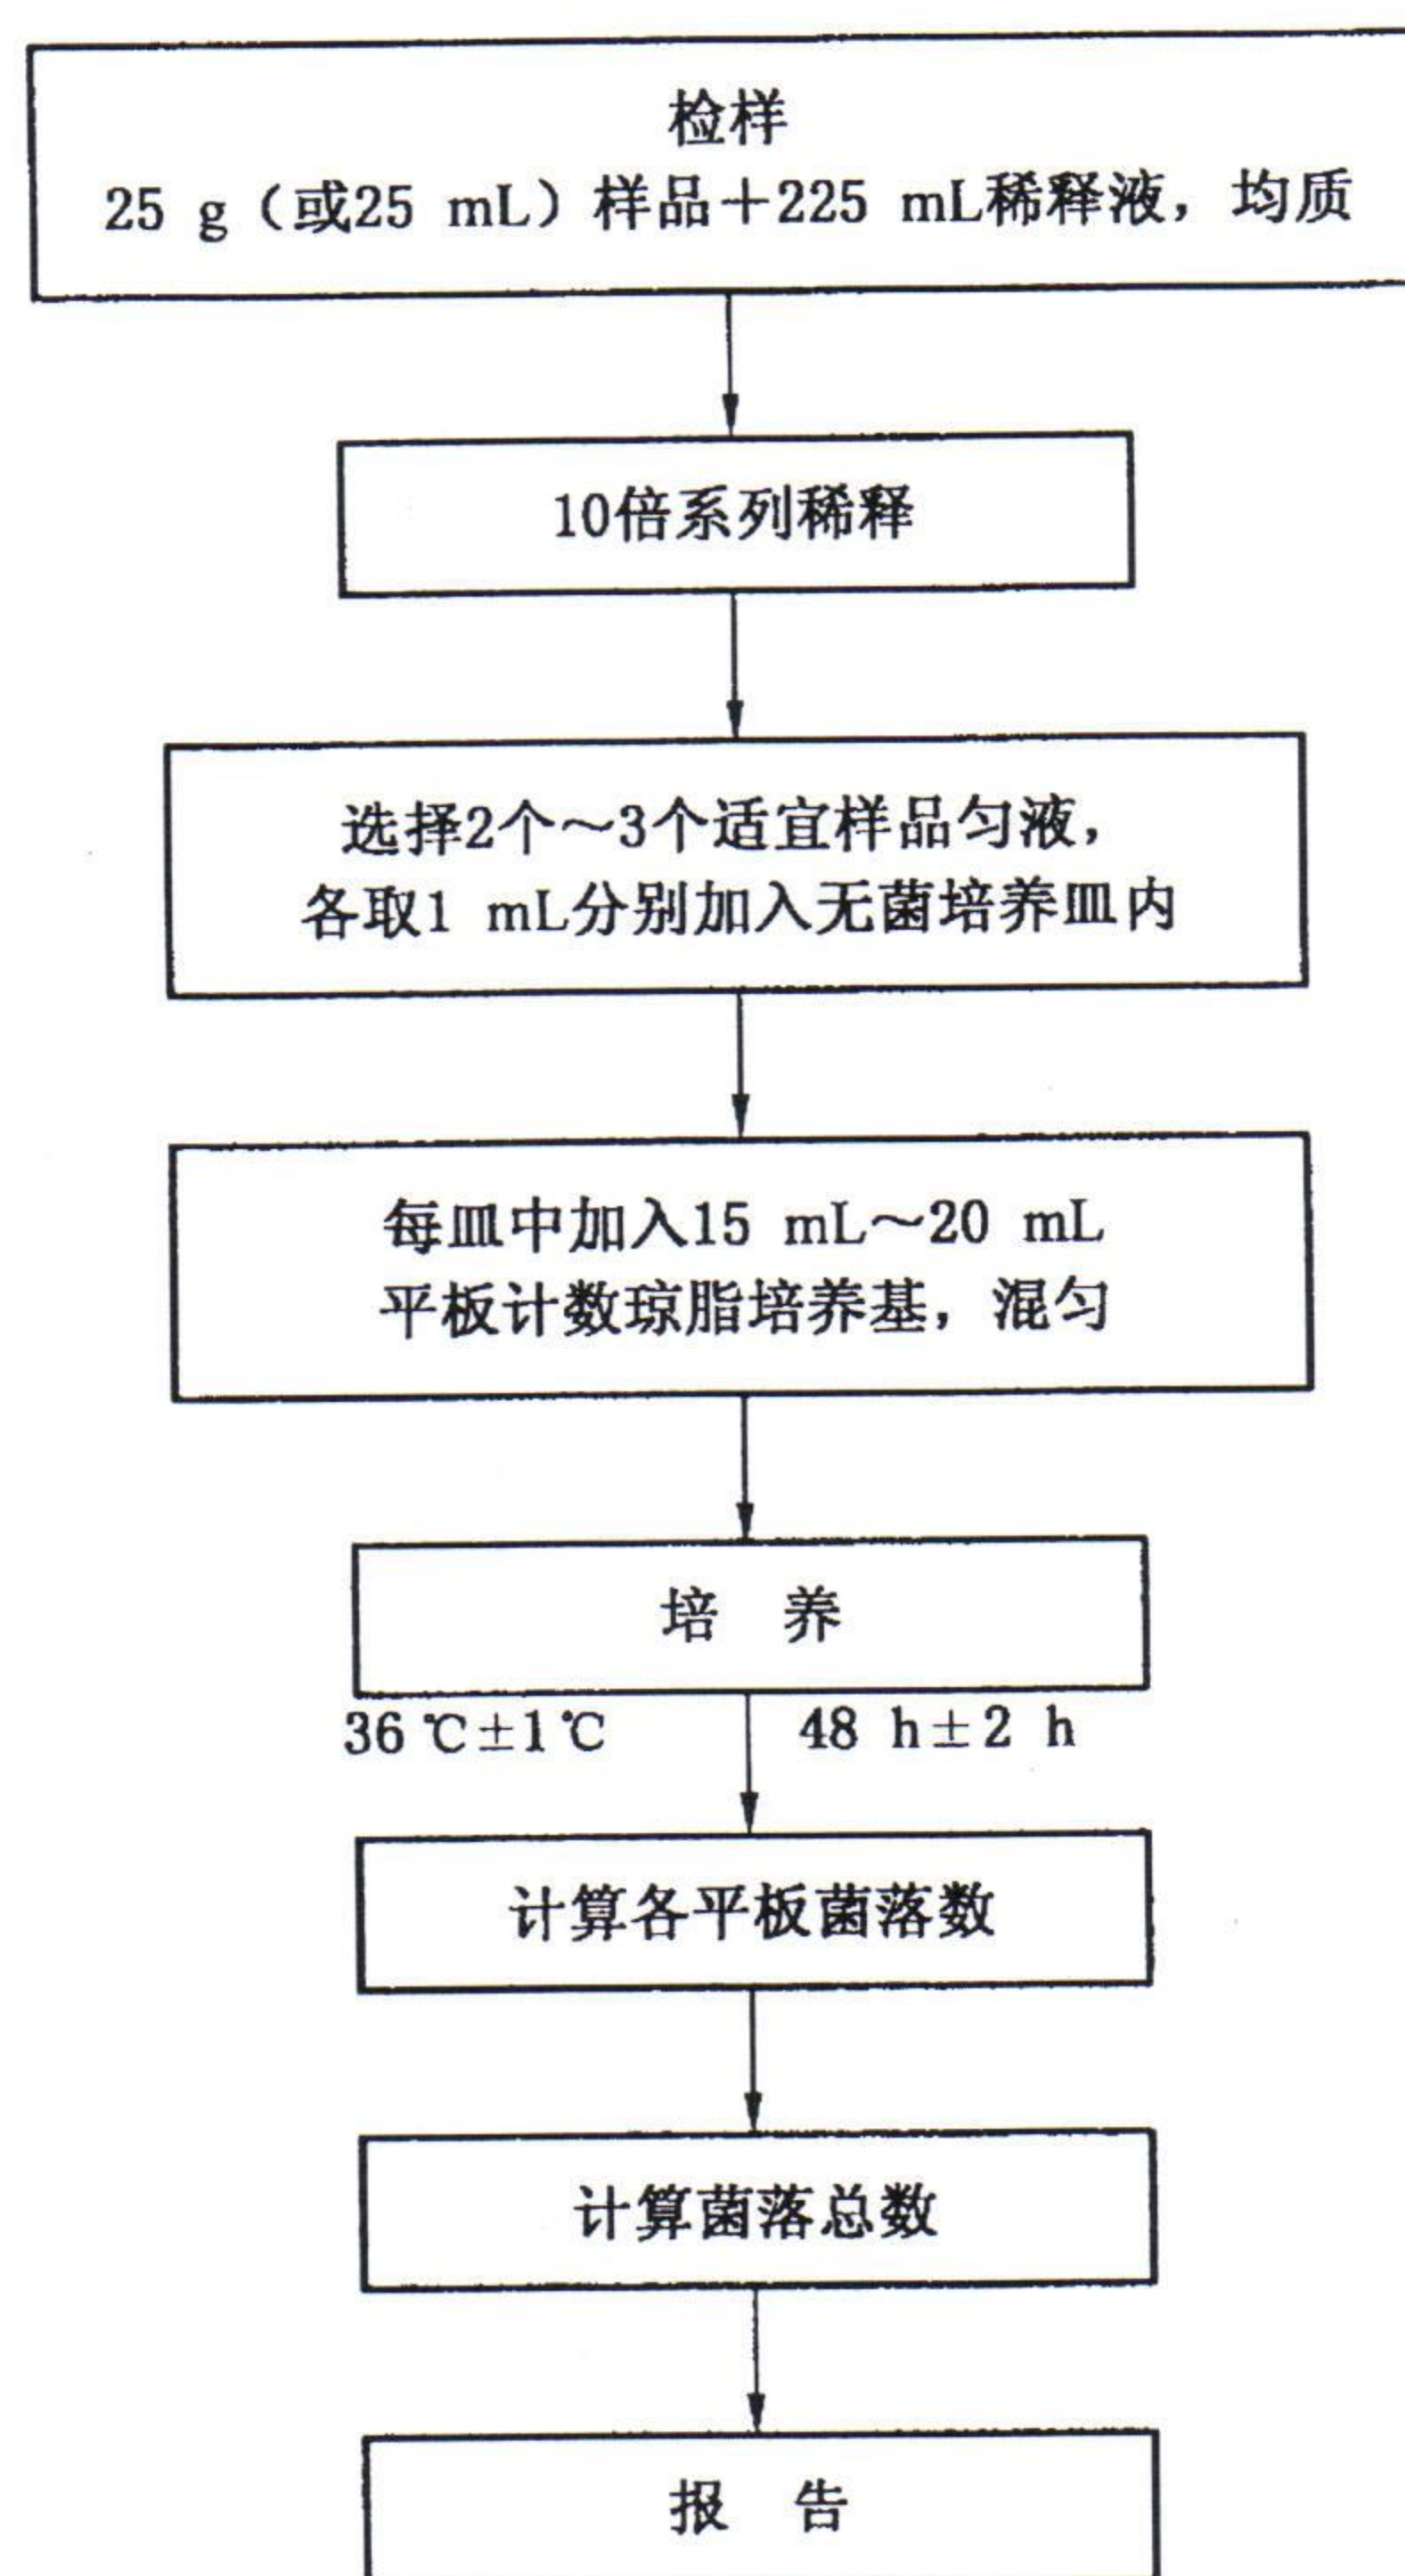 检样
25 g（或25 mL）样品＋225 mL稀释液，均质
10倍系列稀释
选择2个～3个适宜样品匀液，
各取1 mL分别加入无菌培养皿内
每皿中加入15 mL～20 mL
平板计数琼脂培养基，混匀
培 养
36 ℃±1℃ 48 h±2 h
计算各平板菌落数
计算菌落总数
报 告